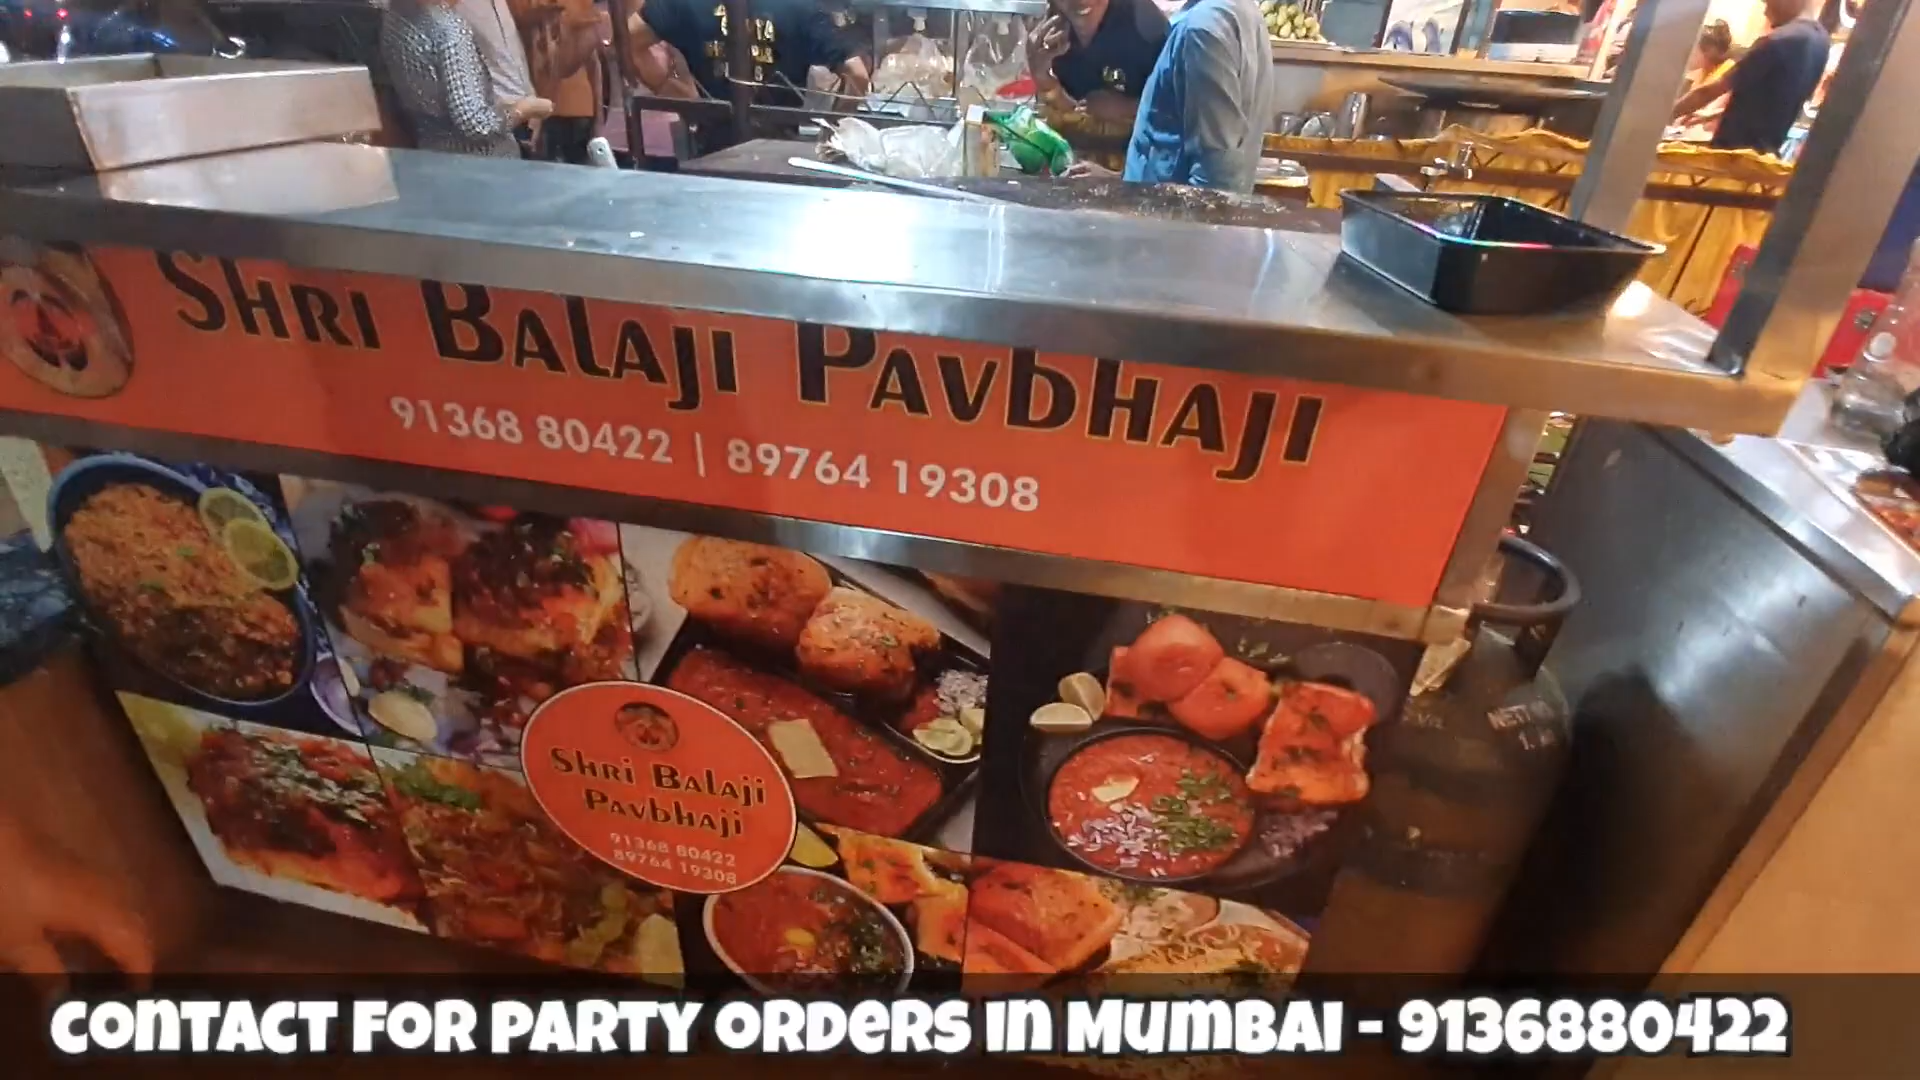 Shri Balaji Pavbhaji
91368 80422 | 89764 19308
Shri Balaji
Pavbhaji
91368 80422
89764 19308
CONTACT FOR PARTY ORDERS IN MUMBAI - 9136880422